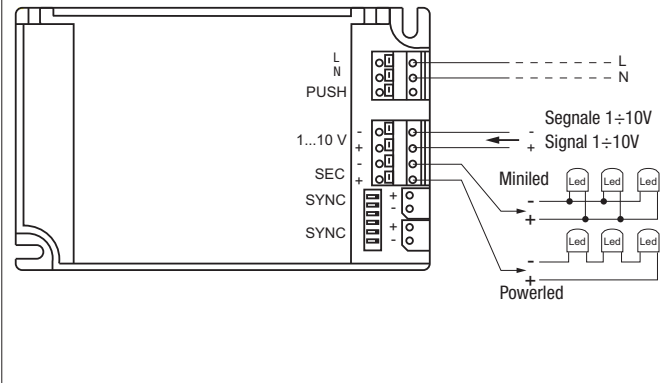 L
N
PUSH
1...10 V
-
+
SEC
-
+
SYNC
+
-
SYNC
+
-
L
N
Segnale 1÷10V
-
+ Signal 1÷10V
Miniled
Led Led Led
-
+
Led Led Led
-
+
Powerled